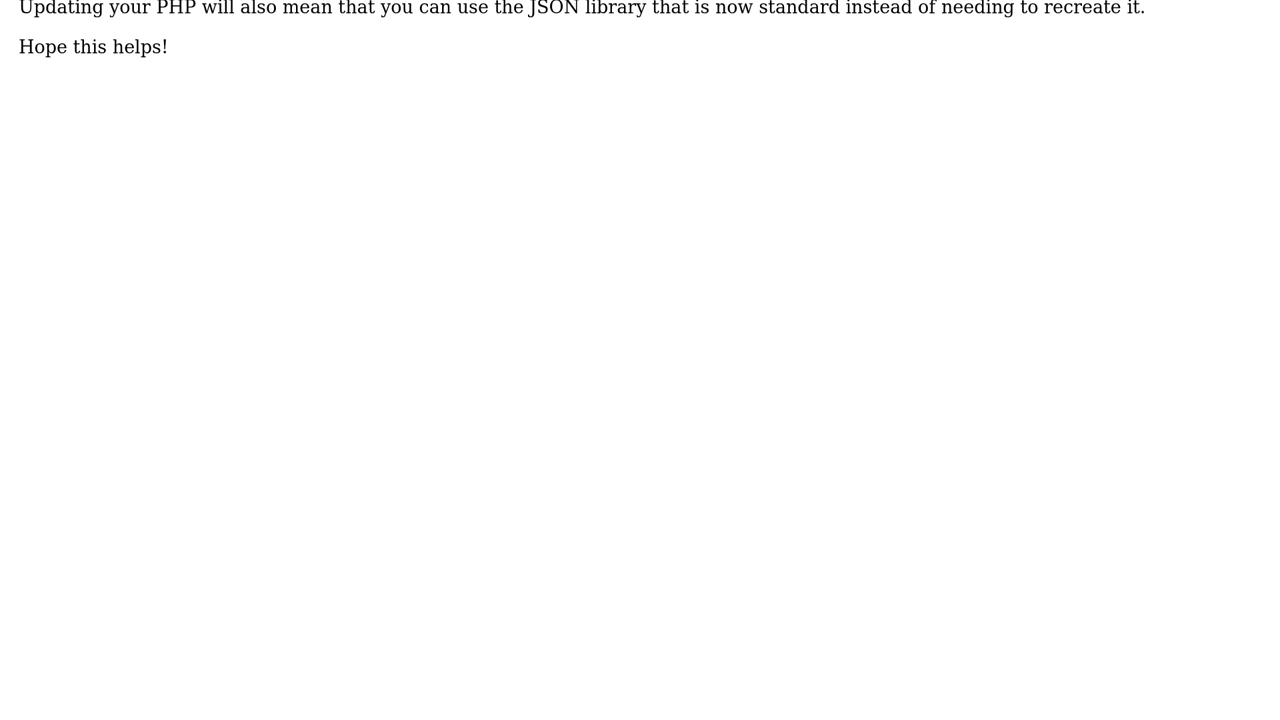 Updating your PHP will also mean that you can use the JSON library that is now standard instead of needing to recreate it.
Hope this helps!